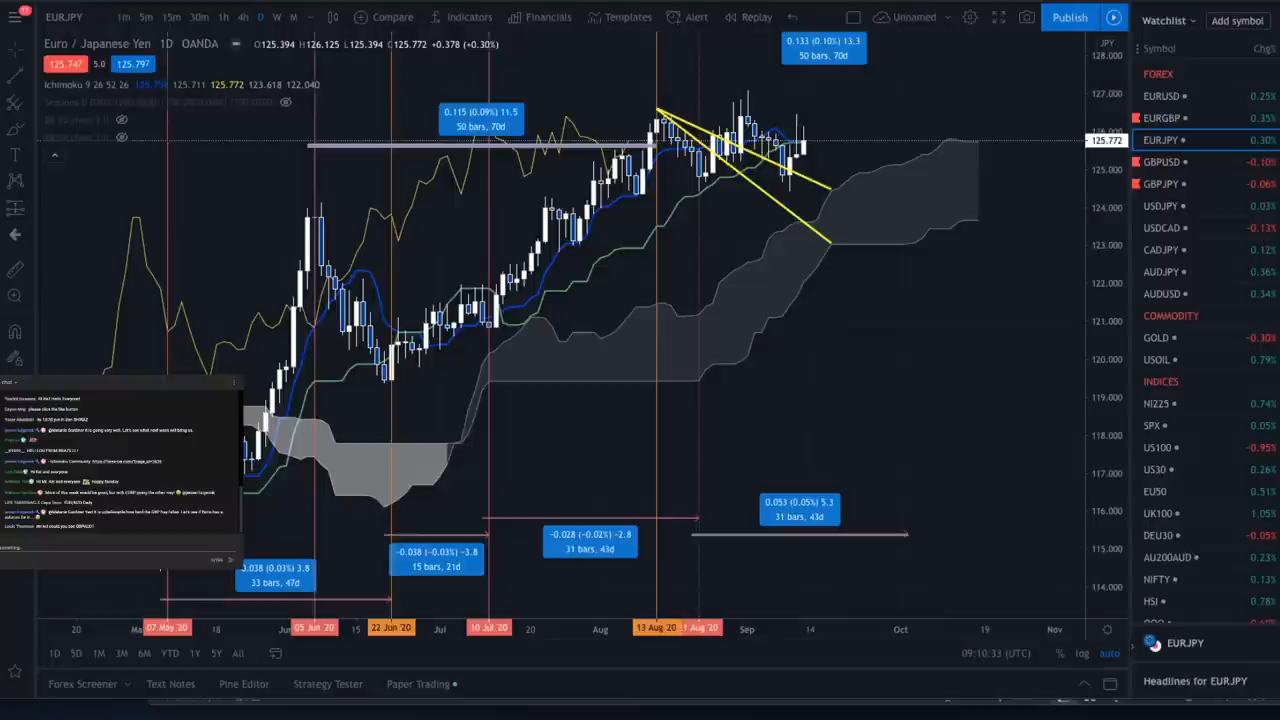 13
EURJPY 1m 5m 15m 30m 1h 4h D W M Compare Indicators Financials Templates Alert Replay Unnamed Publish
Watchlist Add symbol
Euro / Japanese Yen 1D OANDA O125.394 H126.125 L125.394 C125.772 +0.378 (+0.30%)
125.747 5.0 125.797
Ichimoku 9 26 52 26 125.711 125.772 123.618 122.040
0.133 (0.10%) 13.3
50 bars, 70d
0.115 (0.09%) 11.5
50 bars, 70d
JPY
128.000
127.000
126.000
125.772
125.000
124.000
123.000
122.000
121.000
120.000
119.000
118.000
117.000
116.000
115.000
114.000
0.053 (0.05%) 5.3
31 bars, 43d
-0.028 (-0.02%) -2.8
31 bars, 43d
-0.038 (-0.03%) -3.8
15 bars, 21d
0.038 (0.03%) 3.8
33 bars, 47d
please click the like button
20 Ma 07 May '20 18 Jun 05 Jun '20 15 22 Jun '20 Jul 10 Jul '20 20 Aug 13 Aug '20 1 Aug '20 Sep 14 Oct 19 Nov
1D 5D 1M 3M 6M YTD 1Y 5Y All 09:10:33 (UTC) % log auto
Forex Screener Text Notes Pine Editor Strategy Tester Paper Trading
Symbol Chg%
FOREX
EURUSD 0.25%
EURGBP 0.35%
EURJPY 0.30%
GBPUSD -0.10%
GBPJPY -0.06%
USDJPY 0.03%
USDCAD -0.13%
CADJPY 0.12%
AUDJPY 0.36%
AUDUSD 0.34%
COMMODITY
GOLD -0.30%
USOIL 0.79%
INDICES
NI225 0.74%
SPX 0.05%
US100 -0.95%
US30 0.26%
EU50 0.51%
UK100 1.05%
DEU30 -0.05%
AU200AUD 0.23%
NIFTY 0.13%
HSI 0.78%
EURJPY
Headlines for EURJPY